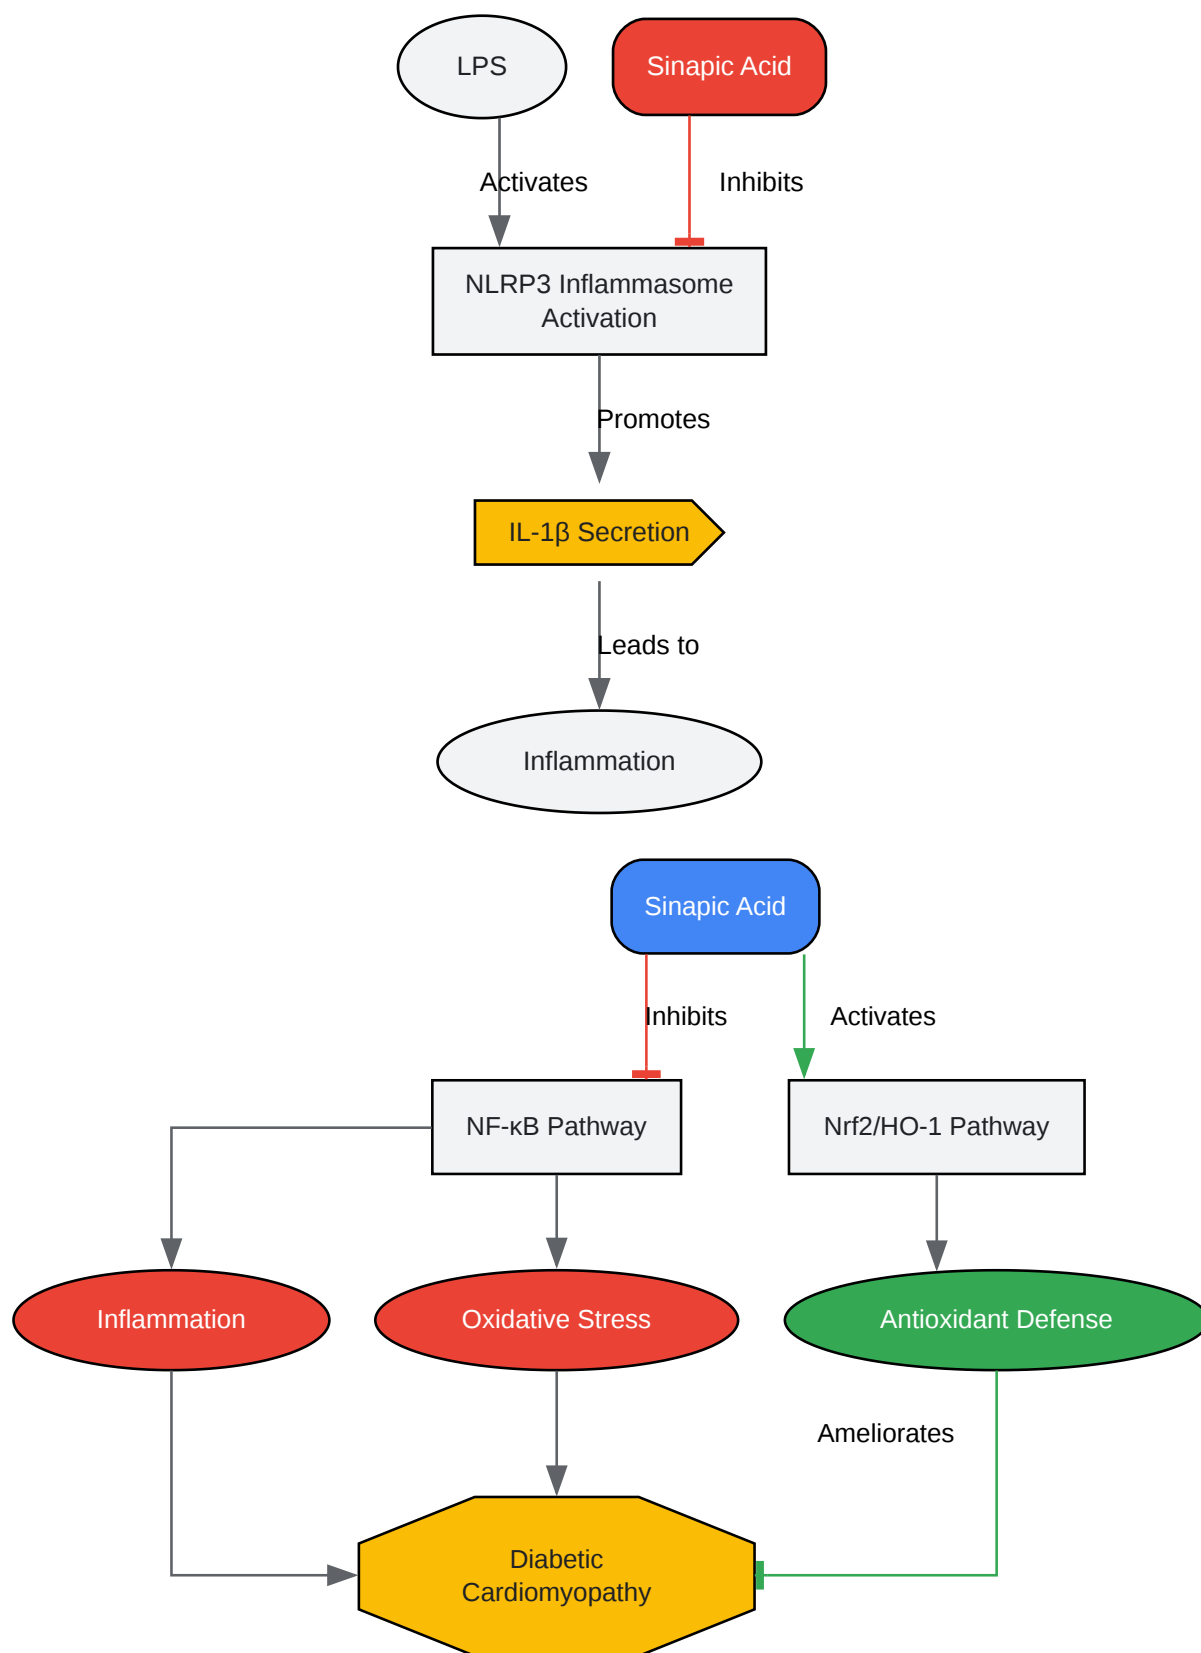 LPS
Sinapic Acid
Activates
Inhibits
NLRP3 Inflammasome
Activation
Promotes
IL-1β Secretion
Leads to
Inflammation
Sinapic Acid
Inhibits
Activates
NF-κB Pathway
Nrf2/HO-1 Pathway
Inflammation
Oxidative Stress
Antioxidant Defense
Ameliorates
Diabetic
Cardiomyopathy